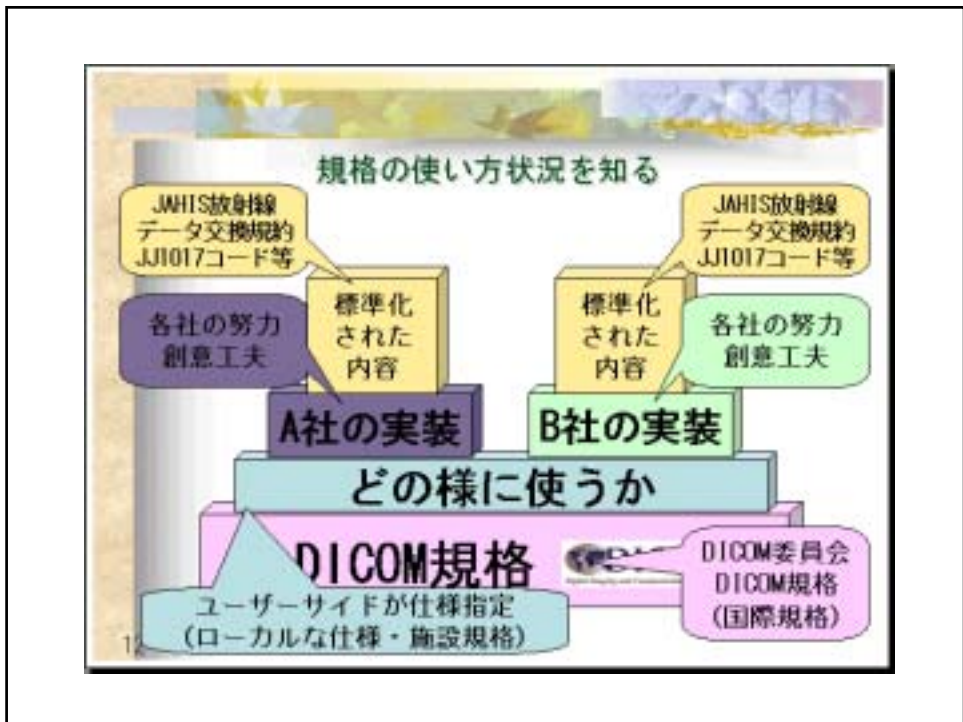 規格の使い方状況を知る
JAHIS放射線
データ交換規約
JJ1017コード等
JAHIS放射線
データ交換規約
JJ1017コード等
標準化
された
内容
標準化
された
内容
各社の努力
創意工夫
各社の努力
創意工夫
A社の実装
B社の実装
どの様に使うか
DICOM規格
DICOM委員会
DICOM規格
(国際規格)
ユーザーサイドが仕様指定
(ローカルな仕様・施設規格)